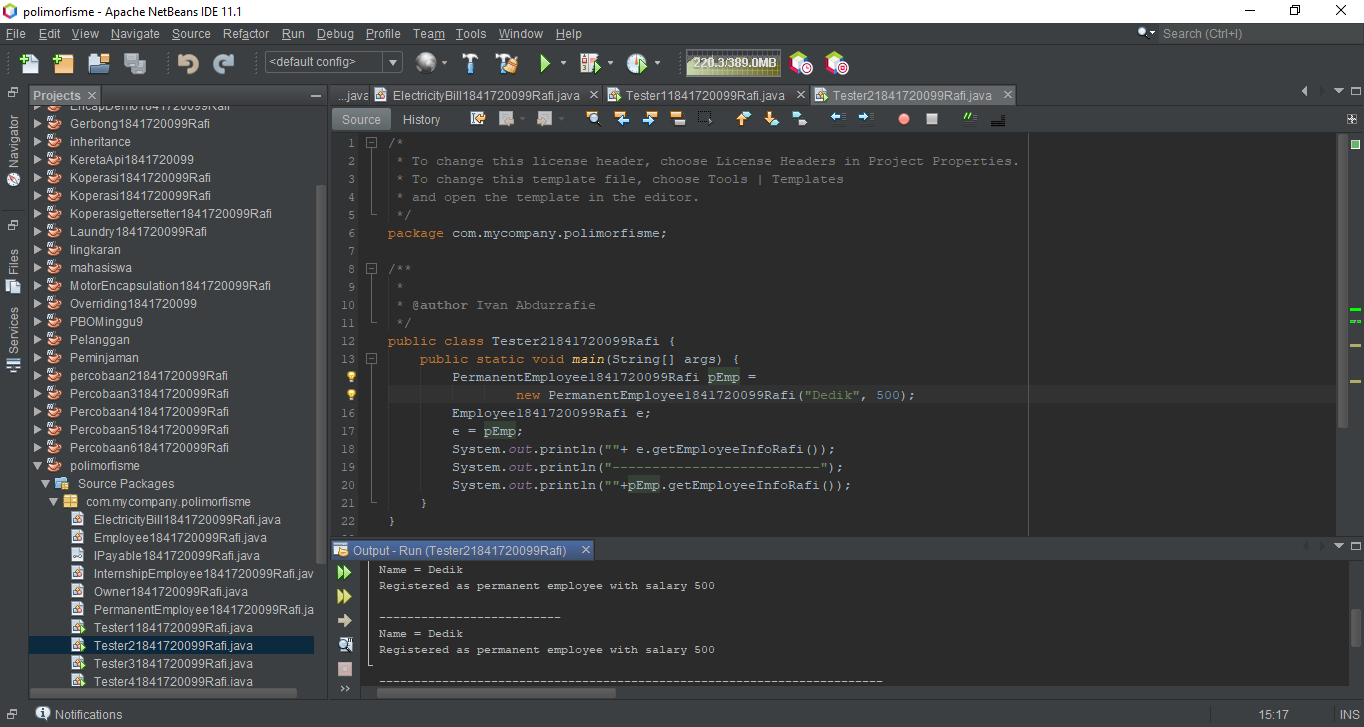 polimorfisme - Apache NetBeans IDE 11.1
File Edit View Navigate Source Refactor Run Debug Profile Team Tools Window Help
Search (Ctrl+I)
<default config>
220.3/389.0MB
Projects
...java ElectricityBill1841720099Rafi.java Tester11841720099Rafi.java Tester21841720099Rafi.java
Source History
Navigator
Files
Services
EncapDemo1841720099Rafi
Gerbong1841720099Rafi
inheritance
KeretaApi1841720099
Koperasi1841720099Rafi
Koperasi1841720099Rafi
Koperasigettersetter1841720099Rafi
Laundry1841720099Rafi
lingkaran
mahasiswa
MotorEncapsulation1841720099Rafi
Overriding1841720099
PBOMinggu9
Pelanggan
Peminjaman
percobaan21841720099Rafi
Percobaan31841720099Rafi
Percobaan41841720099Rafi
Percobaan51841720099Rafi
Percobaan61841720099Rafi
polimorfisme
Source Packages
com.mycompany.polimorfisme
ElectricityBill1841720099Rafi.java
Employee1841720099Rafi.java
IPayable1841720099Rafi.java
InternshipEmployee1841720099Rafi.jav
Owner1841720099Rafi.java
PermanentEmployee1841720099Rafi.ja
Tester11841720099Rafi.java
Tester21841720099Rafi.java
Tester31841720099Rafi.java
Tester41841720099Rafi.java
1 /*
2 * To change this license header, choose License Headers in Project Properties.
3 * To change this template file, choose Tools | Templates
4 * and open the template in the editor.
5 */
6 package com.mycompany.polimorfisme;
7
8 /**
9 *
10 * @author Ivan Abdurrafie
11 */
12 public class Tester21841720099Rafi {
13 public static void main(String[] args) {
PermanentEmployee1841720099Rafi pEmp =
new PermanentEmployee1841720099Rafi("Dedik", 500);
16 Employee1841720099Rafi e;
17 e = pEmp;
18 System.out.println(""+ e.getEmployeeInfoRafi());
19 System.out.println("--------------------------");
20 System.out.println(""+pEmp.getEmployeeInfoRafi());
21 }
22 }
Output - Run (Tester21841720099Rafi)
Name = Dedik
Registered as permanent employee with salary 500
--------------------------
Name = Dedik
Registered as permanent employee with salary 500
------------------------------------------------------------------------
Notifications
15:17 INS